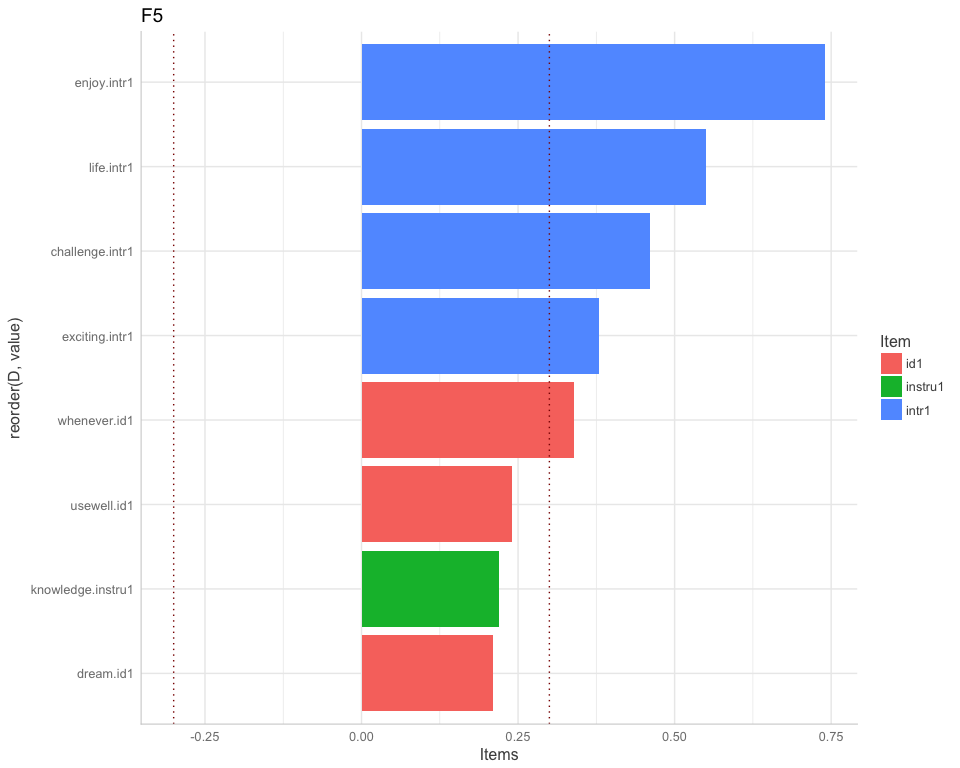 F5
enjoy.intr1
life.intr1
challenge.intr1
exciting.intr1
whenever.id1
usewell.id1
knowledge.instru1
dream.id1
reorder(D, value)
-0.25 0.00 0.25 0.50 0.75
Items
Item
id1
instru1
intr1